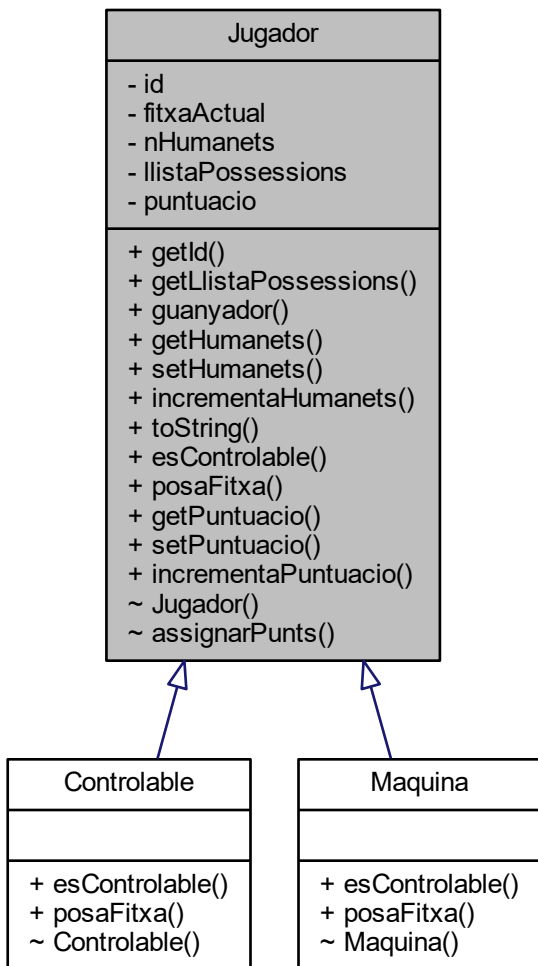 Jugador
- id
- fitxaActual
- nHumanets
- llistaPossessions
- puntuacio
+ getId()
+ getLlistaPossessions()
+ guanyador()
+ getHumanets()
+ setHumanets()
+ incrementaHumanets()
+ toString()
+ esControlable()
+ posaFitxa()
+ getPuntuacio()
+ setPuntuacio()
+ incrementaPuntuacio()
~ Jugador()
~ assignarPunts()
Controlable
+ esControlable()
+ posaFitxa()
~ Controlable()
Maquina
+ esControlable()
+ posaFitxa()
~ Maquina()